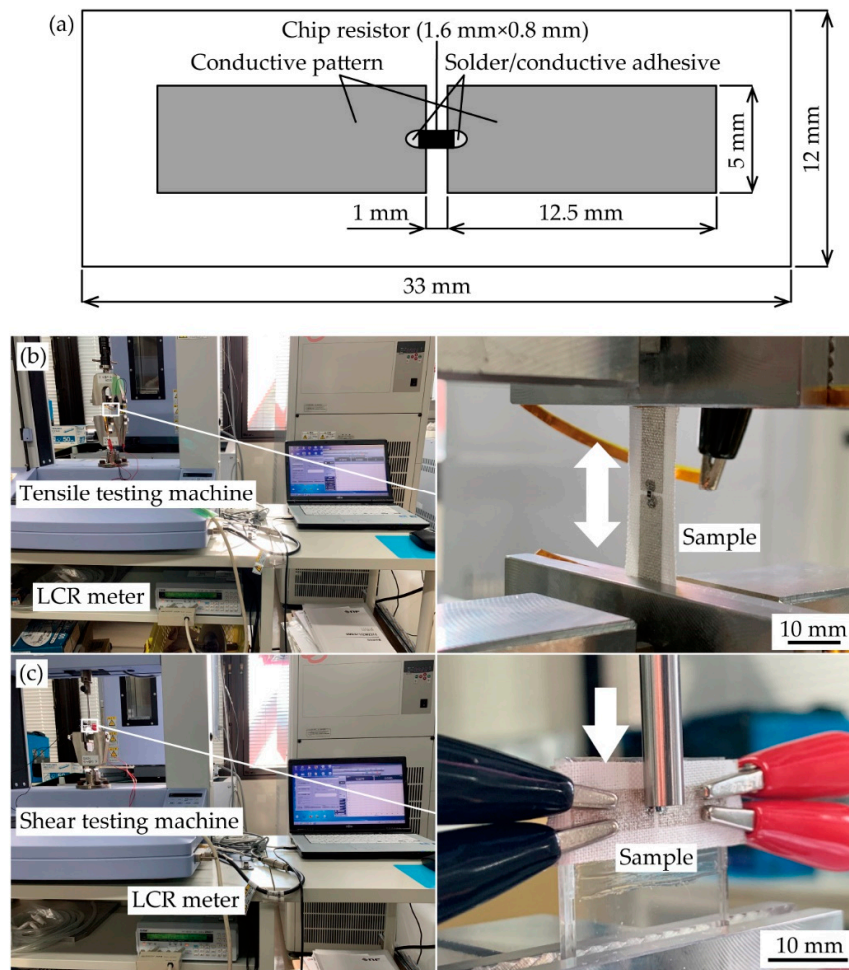 (a)
Chip resistor (1.6 mm×0.8 mm)
Conductive pattern
Solder/conductive adhesive
5 mm
12 mm
1 mm
12.5 mm
33 mm
(b)
Tensile testing machine
LCR meter
Sample
10 mm
(c)
Shear testing machine
LCR meter
Sample
10 mm